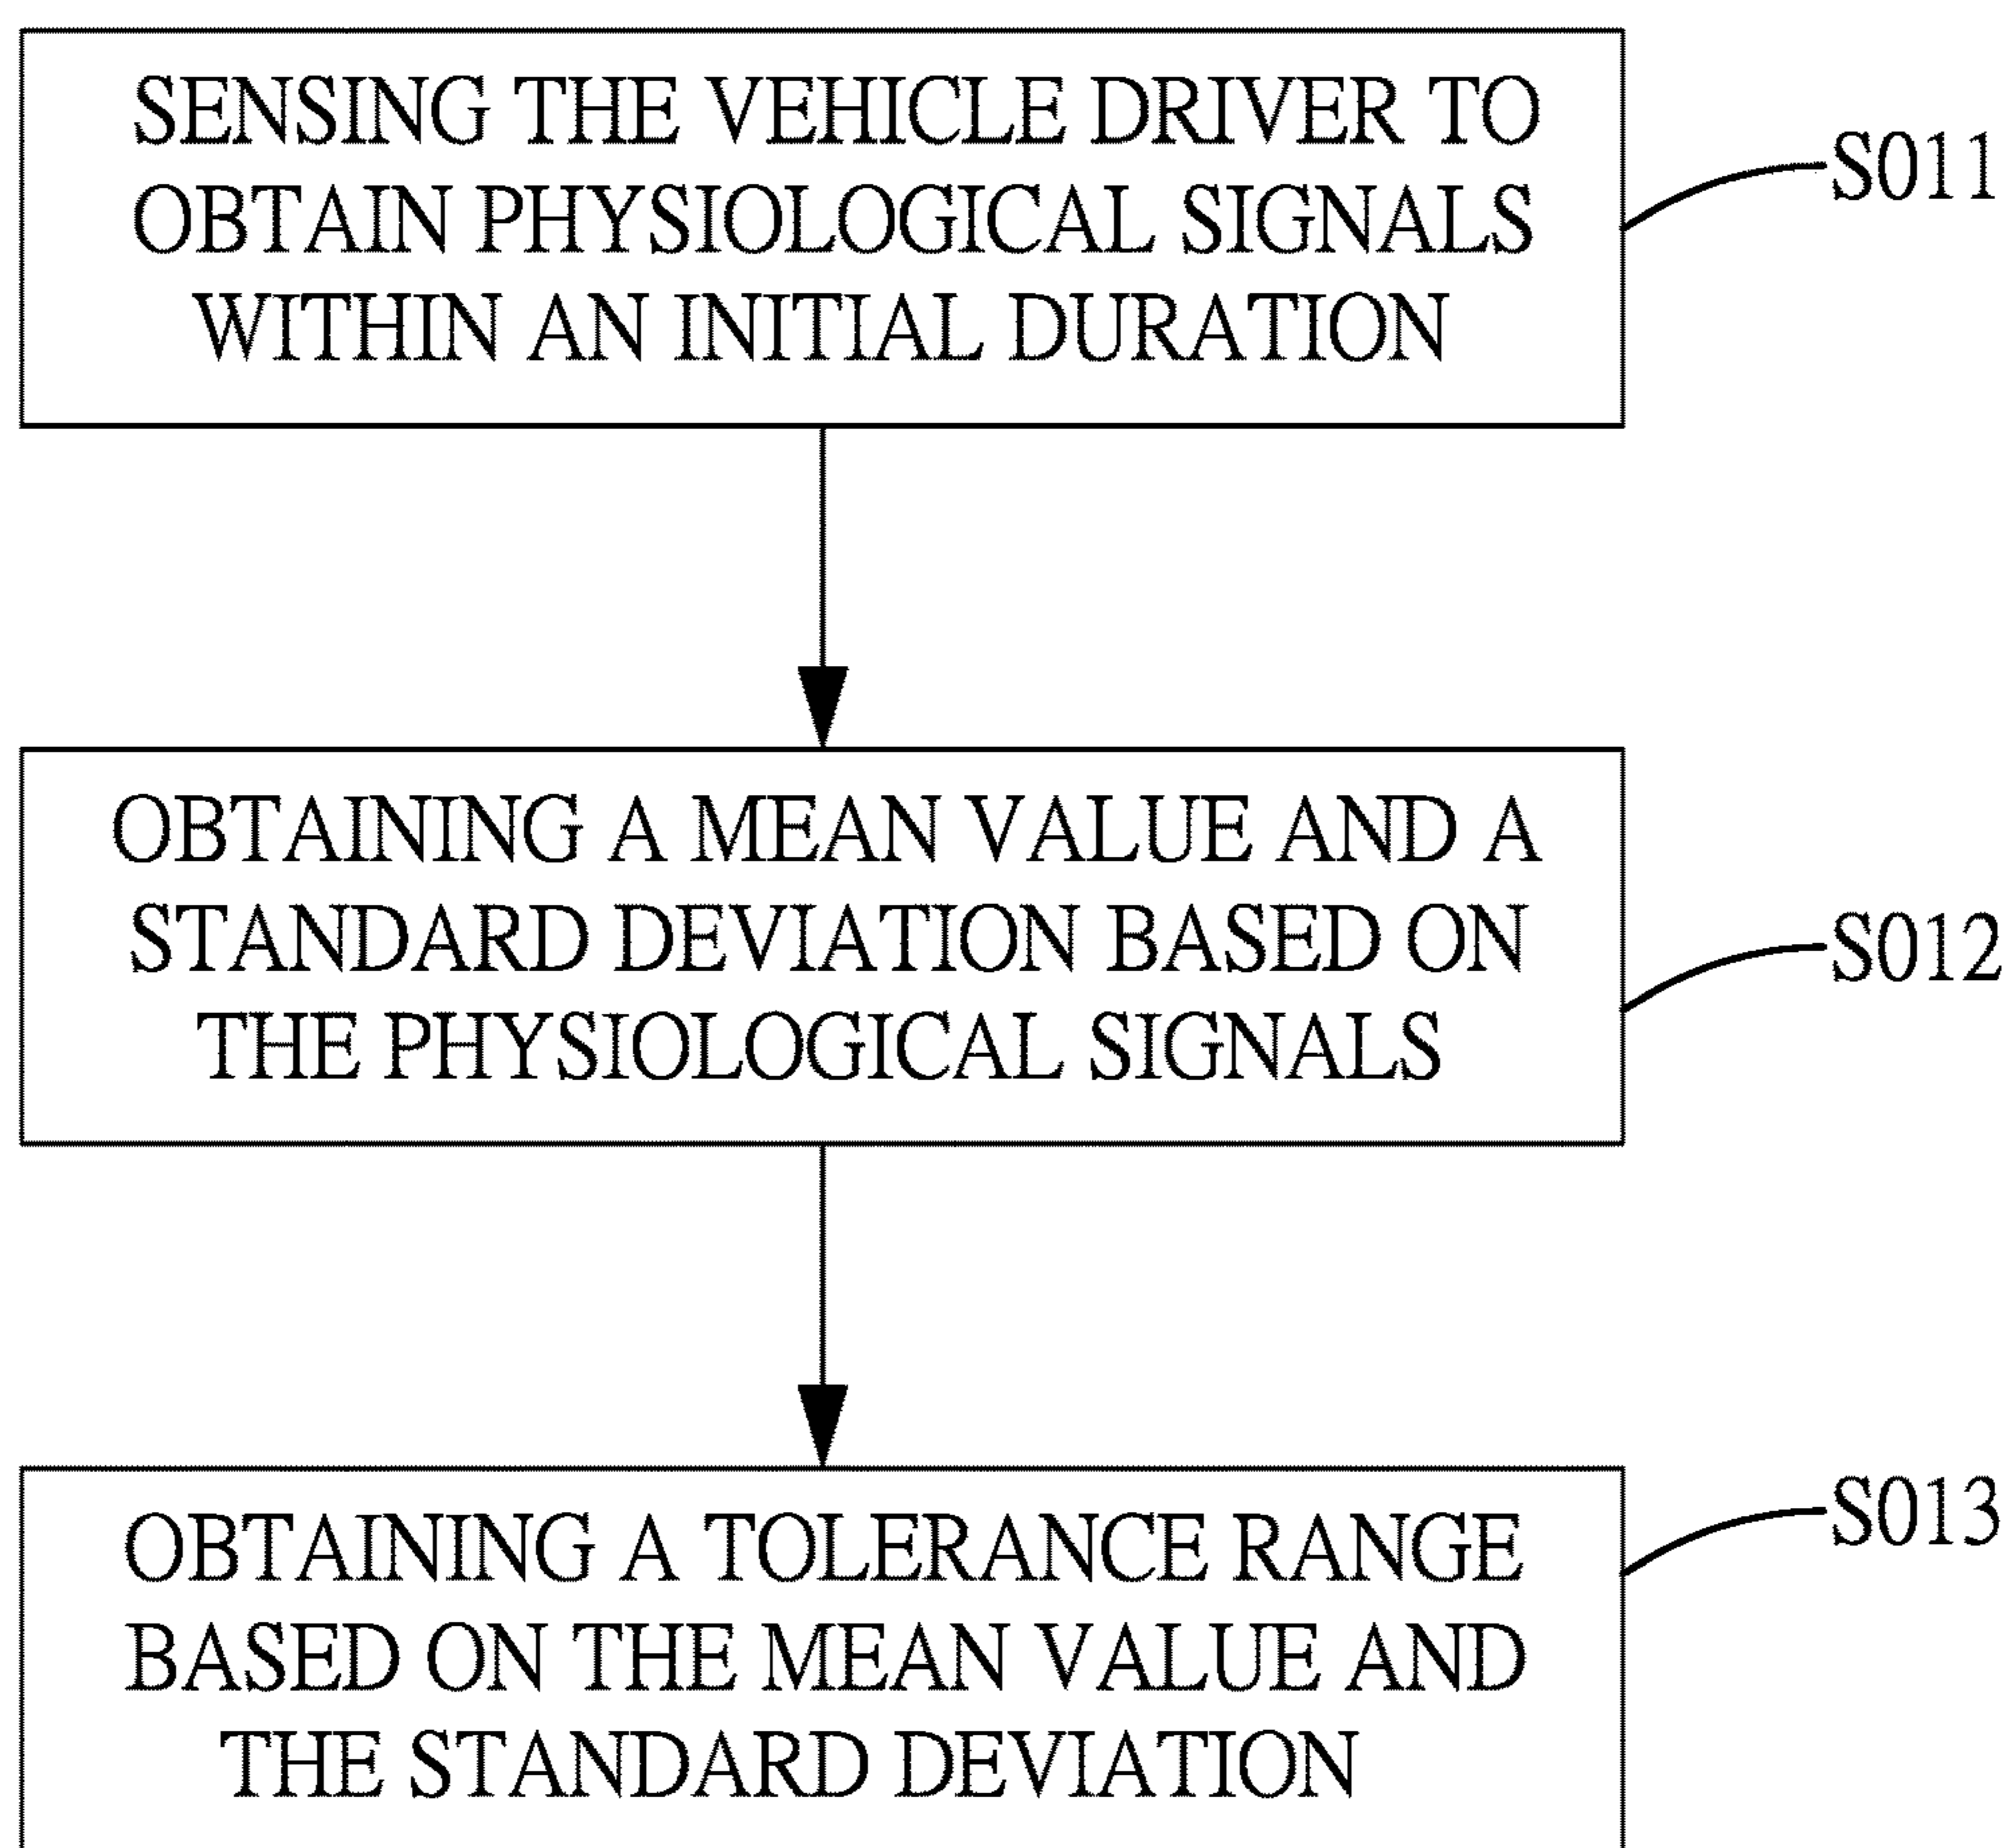 SENSING THE VEHICLE DRIVER TO
OBTAIN PHYSIOLOGICAL SIGNALS
WITHIN AN INITIAL DURATION
S011
OBTAINING A MEAN VALUE AND A
STANDARD DEVIATION BASED ON
THE PHYSIOLOGICAL SIGNALS
S012
OBTAINING A TOLERANCE RANGE
BASED ON THE MEAN VALUE AND
THE STANDARD DEVIATION
S013